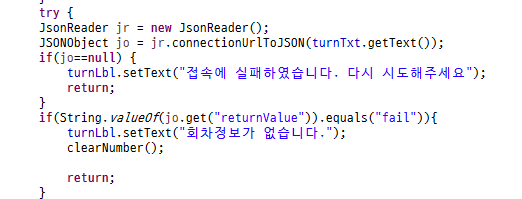 try {
JsonReader jr = new JsonReader();
JSONObject jo = jr.connectionUrlToJSON(turnTxt.getText());
if(jo==null) {
turnLbl.setText("접속에 실패하였습니다. 다시 시도해주세요");
return;
}
if(String.valueOf(jo.get("returnValue")).equals("fail")){
turnLbl.setText("회차정보가 없습니다.");
clearNumber();
return;
}